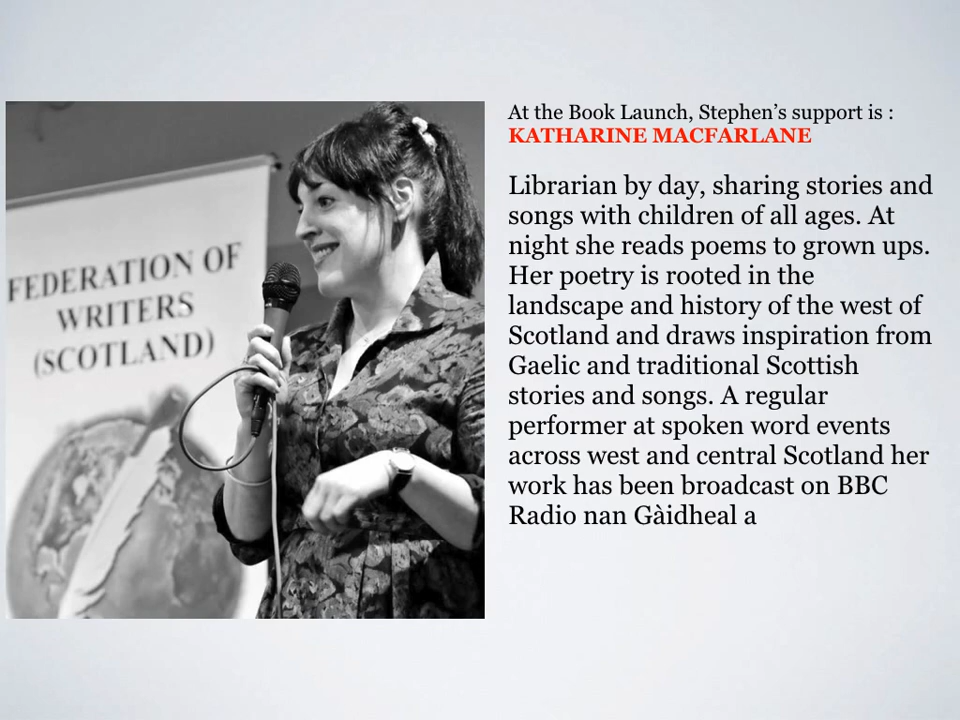 At the Book Launch, Stephen's support is :
KATHARINE MACFARLANE
Librarian by day, sharing stories and
songs with children of all ages. At
night she reads poems to grown ups.
Her poetry is rooted in the
landscape and history of the west of
Scotland and draws inspiration from
Gaelic and traditional Scottish
stories and songs. A regular
performer at spoken word events
across west and central Scotland her
work has been broadcast on BBC
Radio nan Gàidheal a
FEDERATION OF
WRITERS
(SCOTLAND)